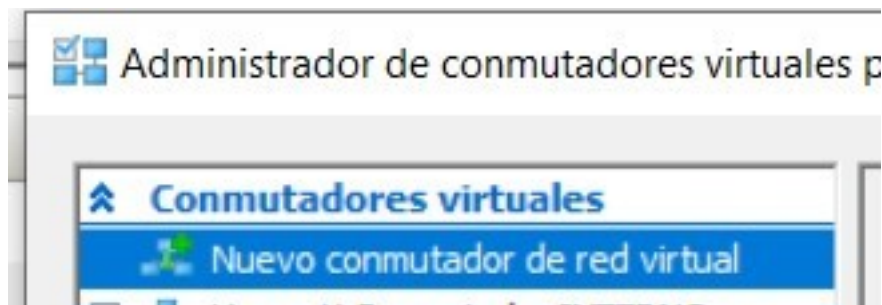 Administrador de conmutadores virtuales p
Conmutadores virtuales
Nuevo conmutador de red virtual